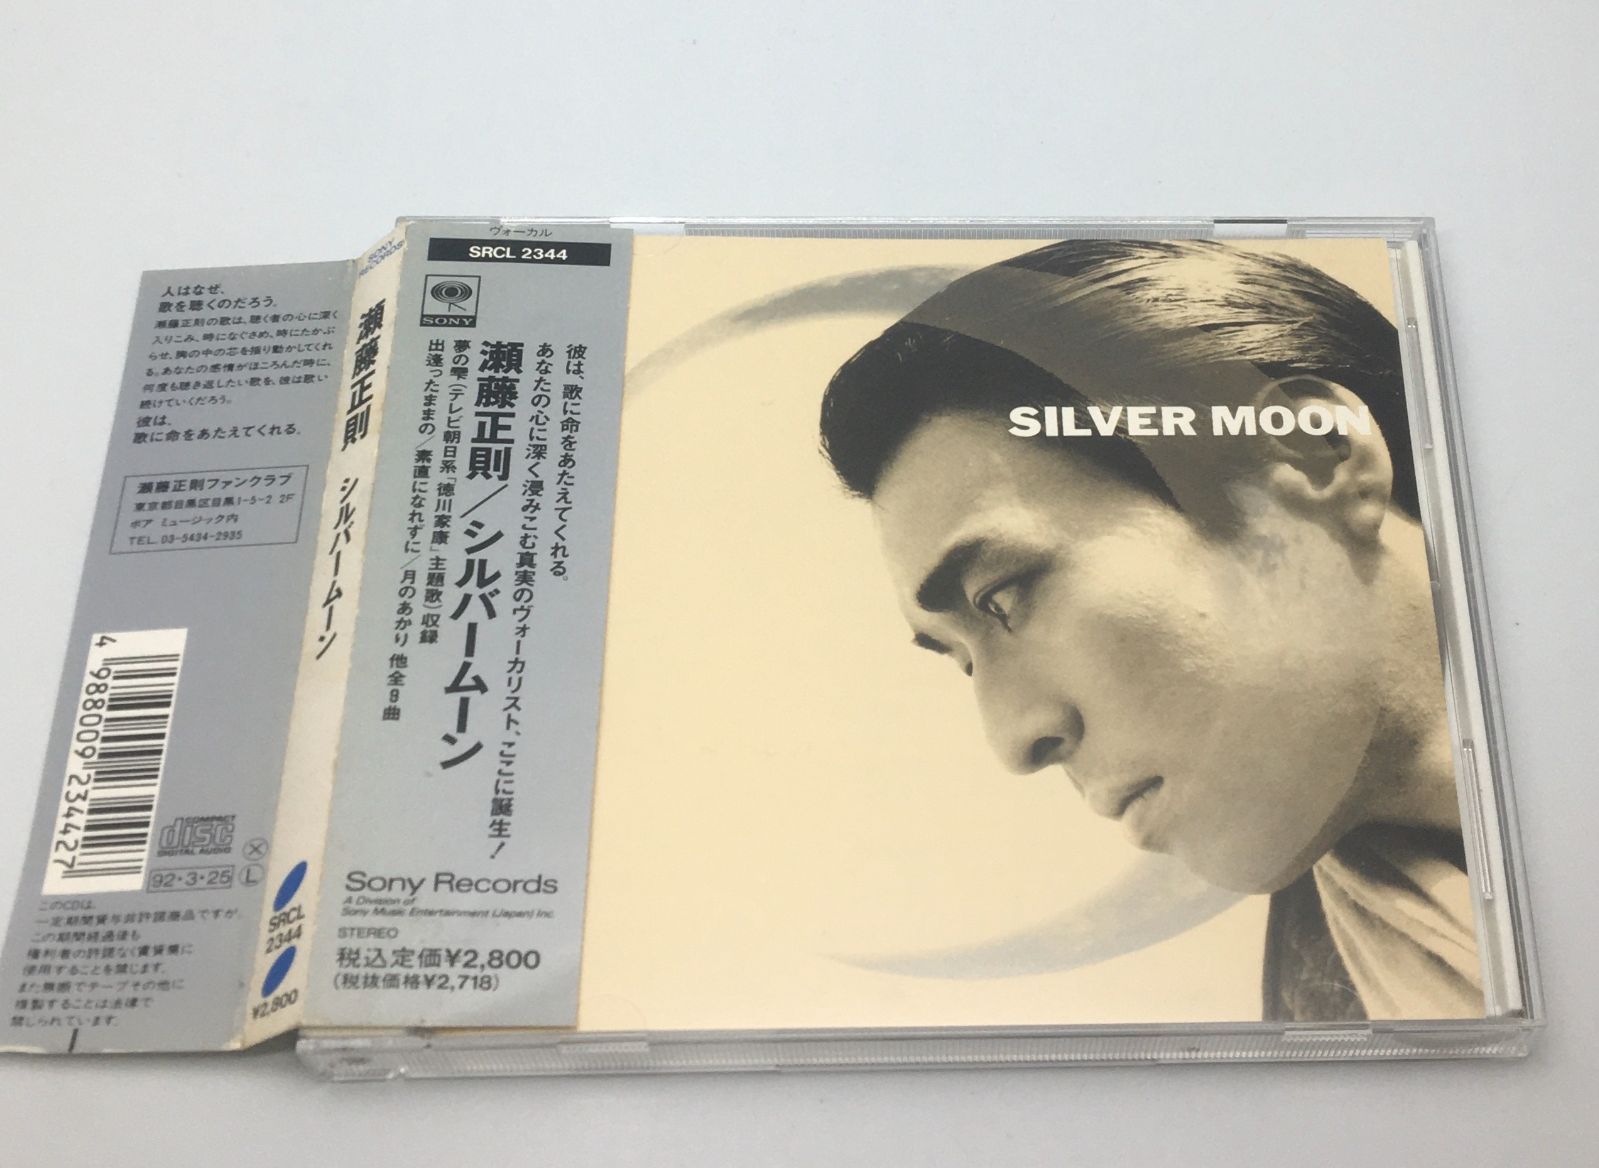 人はなぜ、
歌を聴くのだろう。
瀬藤正則の歌は、聴く者の心に深く
入りこみ、時になぐさめ、時にたかぶ
らせ、胸の中の芯を揺り動かしてくれ
る。あなたの感情がほころんだ時に、
何度も聴き返したい歌を、彼は歌い
続けていくだろう。
彼は、
歌に命をあたえてくれる。
瀬藤正則ファンクラブ
東京都目黒区目黒1-5-2 2F
ボア ミュージック内
TEL. 03-5434-2935
4 988009 234427
COMPACT
disc
DIGITAL AUDIO
X
92・3・25
L
このCDは、
一定期間貸与非許諾商品ですが、
この期間経過後も
権利者の許諾なく賃貸業に
使用することを禁じます。
また無断でテープその他に
複製することは法律で
禁じられています。
SONY
RECORDS
瀬藤正則 シルバームーン
SRCL
2344
¥2,800
ヴォーカル
SRCL 2344
SONY
彼は、歌に命をあたえてくれる。
あなたの心に深く浸みこむ真実のヴォーカリスト、ここに誕生!
瀬藤正則/シルバームーン
夢の雫(テレビ朝日系「徳川家康」主題歌)収録
出逢ったままの/素直になれずに/月のあかり 他全9曲
Sony Records
A Division of
Sony Music Entertainment (Japan) Inc.
STEREO
税込定価¥2,800
(税抜価格¥2,718)
SILVER MOON